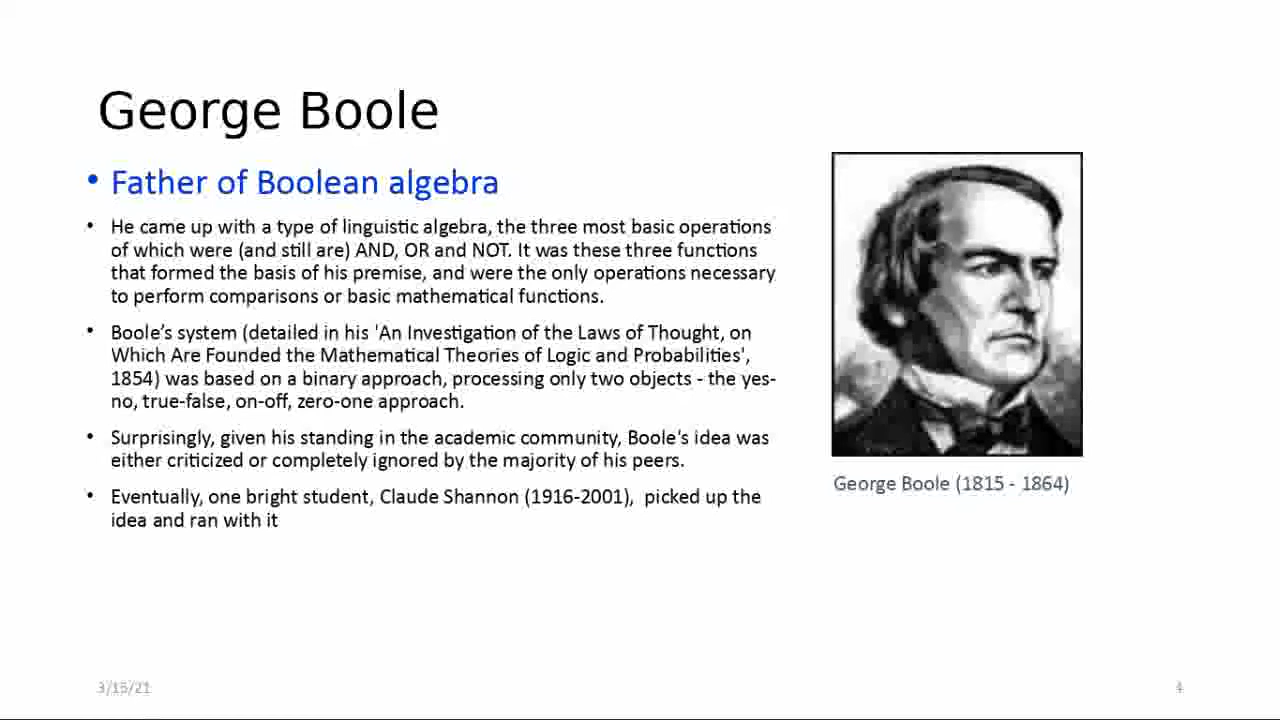 George Boole
• Father of Boolean algebra
• He came up with a type of linguistic algebra, the three most basic operations
of which were (and still are) AND, OR and NOT. It was these three functions
that formed the basis of his premise, and were the only operations necessary
to perform comparisons or basic mathematical functions.
• Boole’s system (detailed in his 'An Investigation of the Laws of Thought, on
Which Are Founded the Mathematical Theories of Logic and Probabilities',
1854) was based on a binary approach, processing only two objects - the yes-
no, true-false, on-off, zero-one approach.
• Surprisingly, given his standing in the academic community, Boole's idea was
either criticized or completely ignored by the majority of his peers.
• Eventually, one bright student, Claude Shannon (1916-2001), picked up the
idea and ran with it
George Boole (1815 - 1864)
3/15/21
4